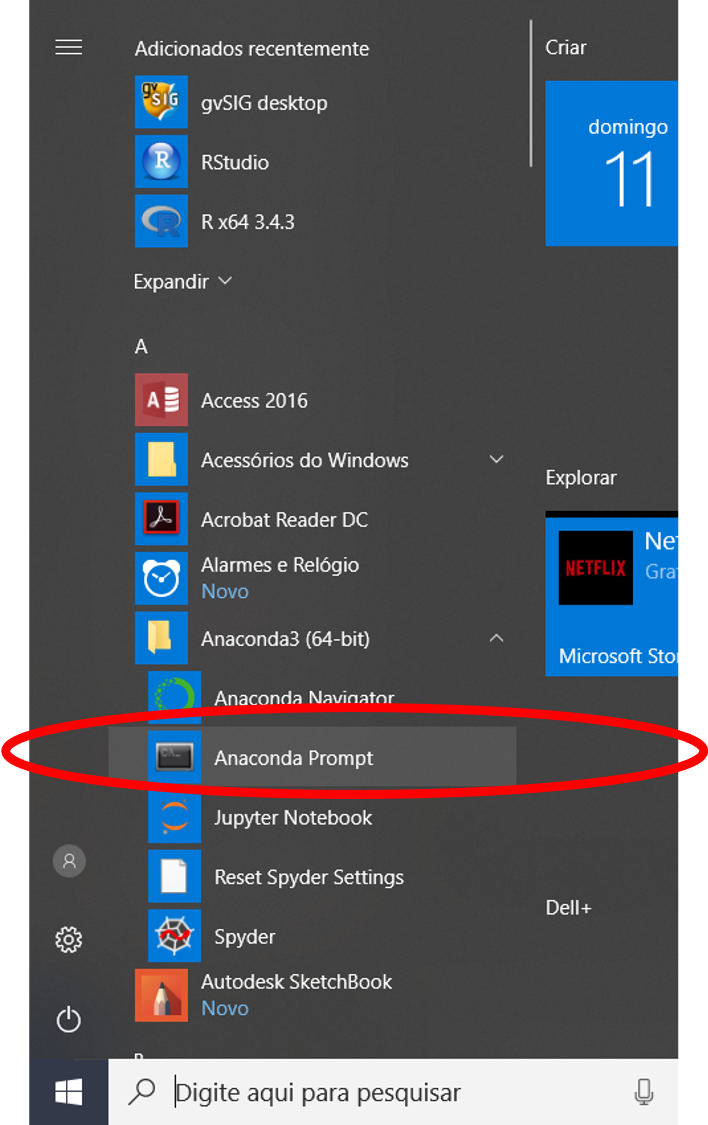 Adicionados recentemente
gvSIG desktop
RStudio
R x64 3.4.3
Expandir
A
Access 2016
Acessórios do Windows
Acrobat Reader DC
Alarmes e Relógio
Novo
Anaconda3 (64-bit)
Anaconda Navigator
Anaconda Prompt
Jupyter Notebook
Reset Spyder Settings
Spyder
Autodesk SketchBook
Novo
Digite aqui para pesquisar
Criar
domingo
11
Explorar
NETFLIX
Net
Gra
Microsoft Sto
Dell+